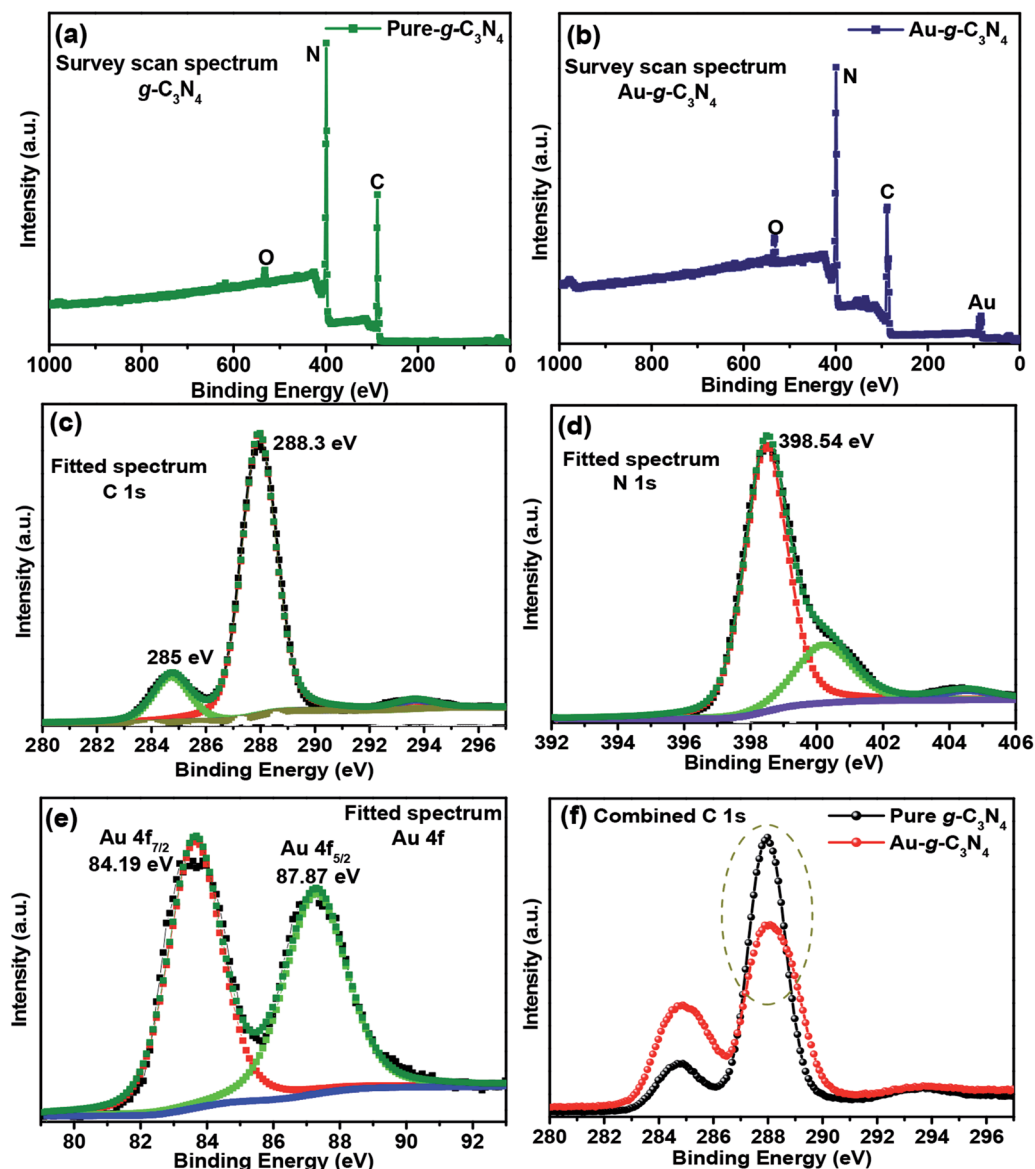 (a)
Pure-g-C₃N₄
Survey scan spectrum
g-C₃N₄
N
C
O
Intensity (a.u.)
1000 800 600 400 200 0
Binding Energy (eV)
(b)
Au-g-C₃N₄
Survey scan spectrum
Au-g-C₃N₄
N
C
O
Au
Intensity (a.u.)
1000 800 600 400 200 0
Binding Energy (eV)
(c)
288.3 eV
Fitted spectrum
C 1s
285 eV
Intensity (a.u.)
280 282 284 286 288 290 292 294 296
Binding Energy (eV)
(d)
398.54 eV
Fitted spectrum
N 1s
Intensity (a.u.)
392 394 396 398 400 402 404 406
Binding Energy (eV)
(e)
Fitted spectrum
Au 4f
Au 4f₇/₂
84.19 eV
Au 4f₅/₂
87.87 eV
Intensity (a.u.)
80 82 84 86 88 90 92
Binding Energy (eV)
(f) Combined C 1s
Pure g-C₃N₄
Au-g-C₃N₄
Intensity (a.u.)
280 282 284 286 288 290 292 294 296
Binding Energy (eV)